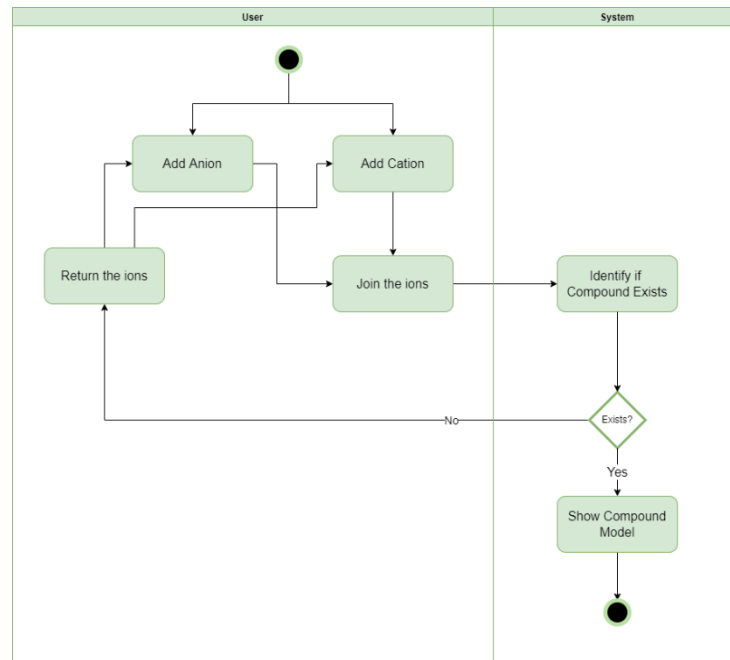 User
System
Add Anion
Add Cation
Return the ions
Join the ions
Identify if
Compound Exists
Exists?
No
Yes
Show Compound
Model